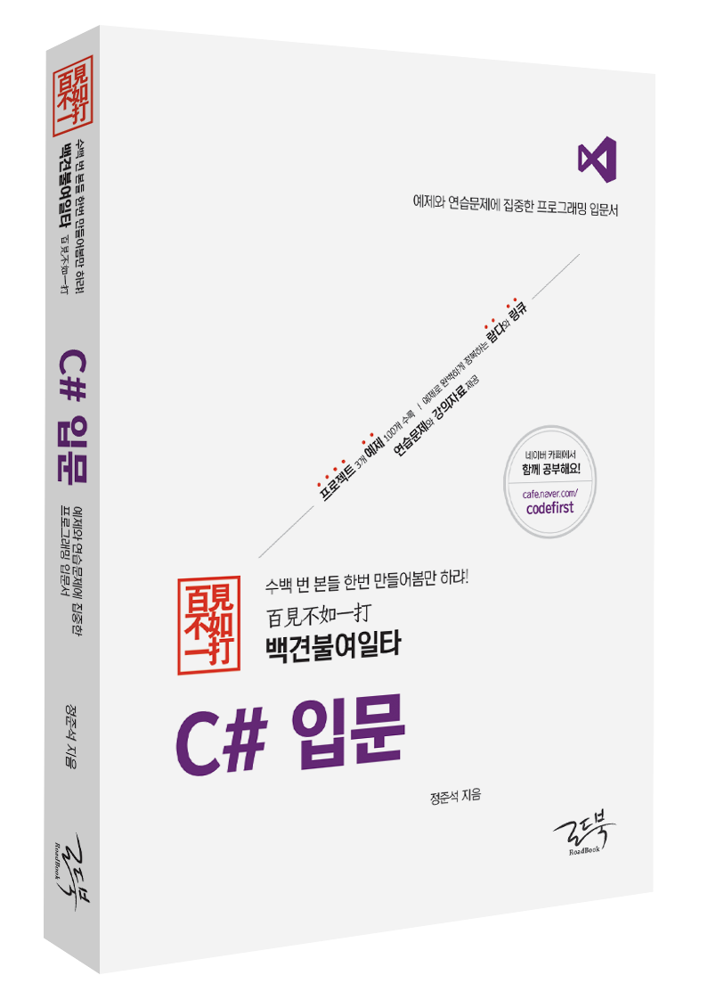 百見
不如
一打
수백 번 본들 한번 만들어봄만 하랴!
백견불여일타 百見不如一打
C# 입문
예제와 연습문제에 집중한
프로그래밍 입문서
정준석 지음
로드북
RoadBook
예제와 연습문제에 집중한 프로그래밍 입문서
프로젝트 3개 예제 100개 수록 | 예제로 완벽하게 정복하는 람다와 링큐
연습문제와 강의자료 제공
네이버 카페에서
함께 공부해요!
cafe.naver.com/
codefirst
百見
不如
一打
수백 번 본들 한번 만들어봄만 하랴!
百見不如一打
백견불여일타
C# 입문
정준석 지음
로드북
RoadBook